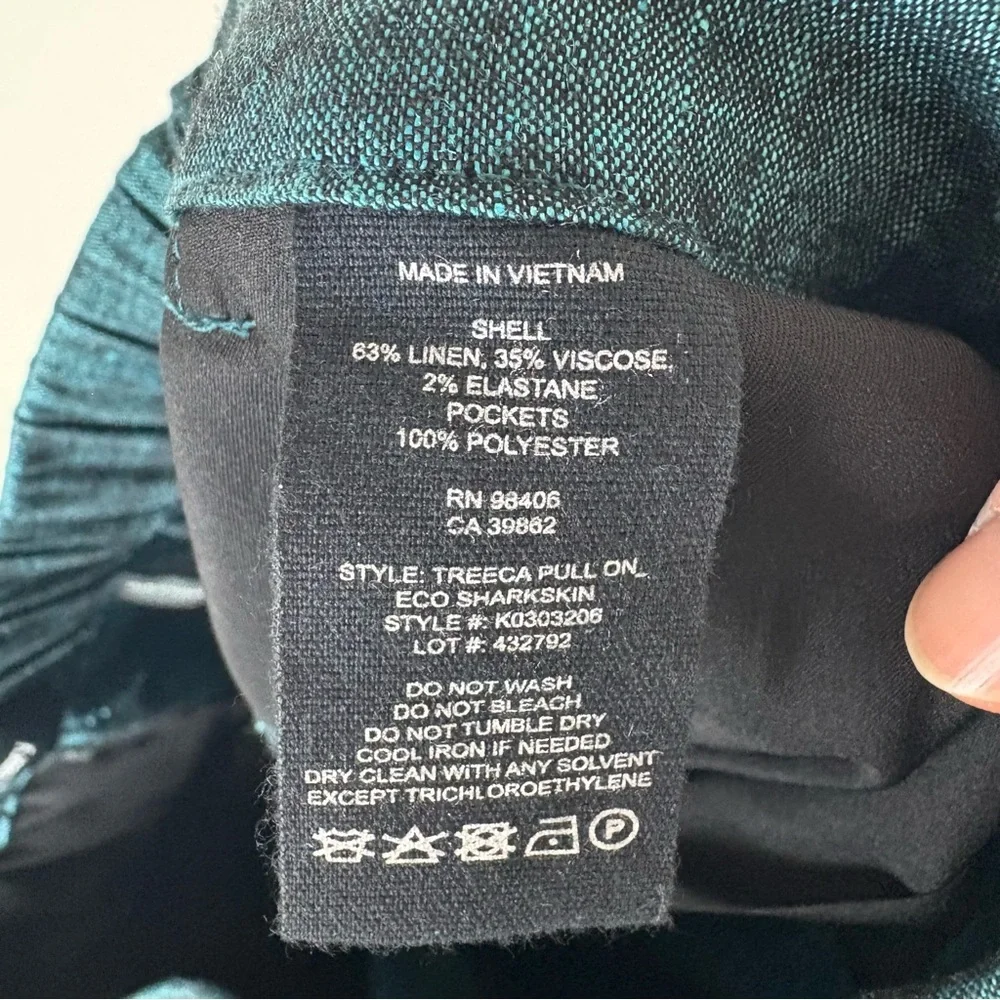 MADE IN VIETNAM
SHELL
63% LINEN, 35% VISCOSE,
2% ELASTANE
POCKETS
100% POLYESTER
RN 98406
CA 39862
STYLE: TREECA PULL ON_
ECO SHARKSKIN
STYLE #: K0303206
LOT #: 432792
DO NOT WASH
DO NOT BLEACH
DO NOT TUMBLE DRY
COOL IRON IF NEEDED
DRY CLEAN WITH ANY SOLVENT
EXCEPT TRICHLOROETHYLENE
P